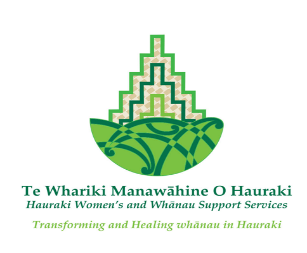 Te Whariki Manawāhine O Hauraki
Hauraki Women's and Whānau Support Services
Transforming and Healing whānau in Hauraki